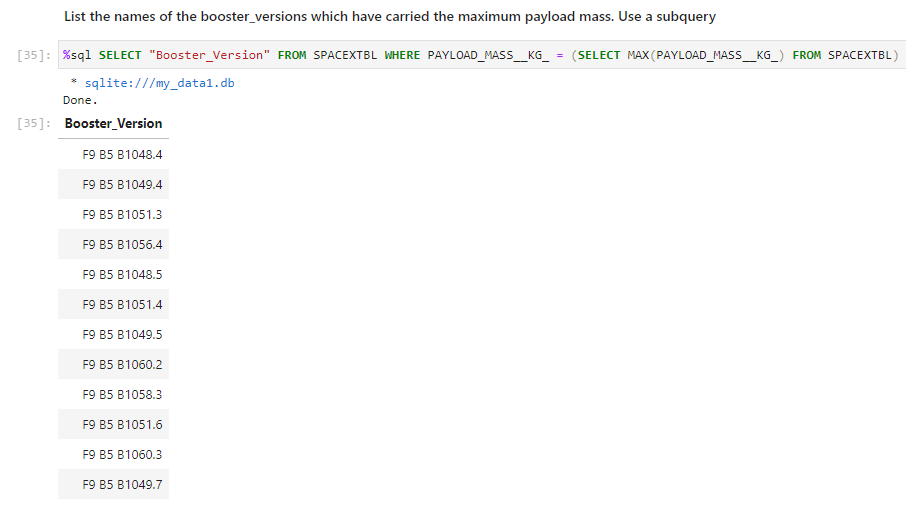 List the names of the booster_versions which have carried the maximum payload mass. Use a subquery
[35]: %sql SELECT "Booster_Version" FROM SPACEXTBL WHERE PAYLOAD_MASS__KG_ = (SELECT MAX(PAYLOAD_MASS__KG_) FROM SPACEXTBL)
* sqlite:///my_data1.db
Done.
[35]: Booster_Version
F9 B5 B1048.4
F9 B5 B1049.4
F9 B5 B1051.3
F9 B5 B1056.4
F9 B5 B1048.5
F9 B5 B1051.4
F9 B5 B1049.5
F9 B5 B1060.2
F9 B5 B1058.3
F9 B5 B1051.6
F9 B5 B1060.3
F9 B5 B1049.7